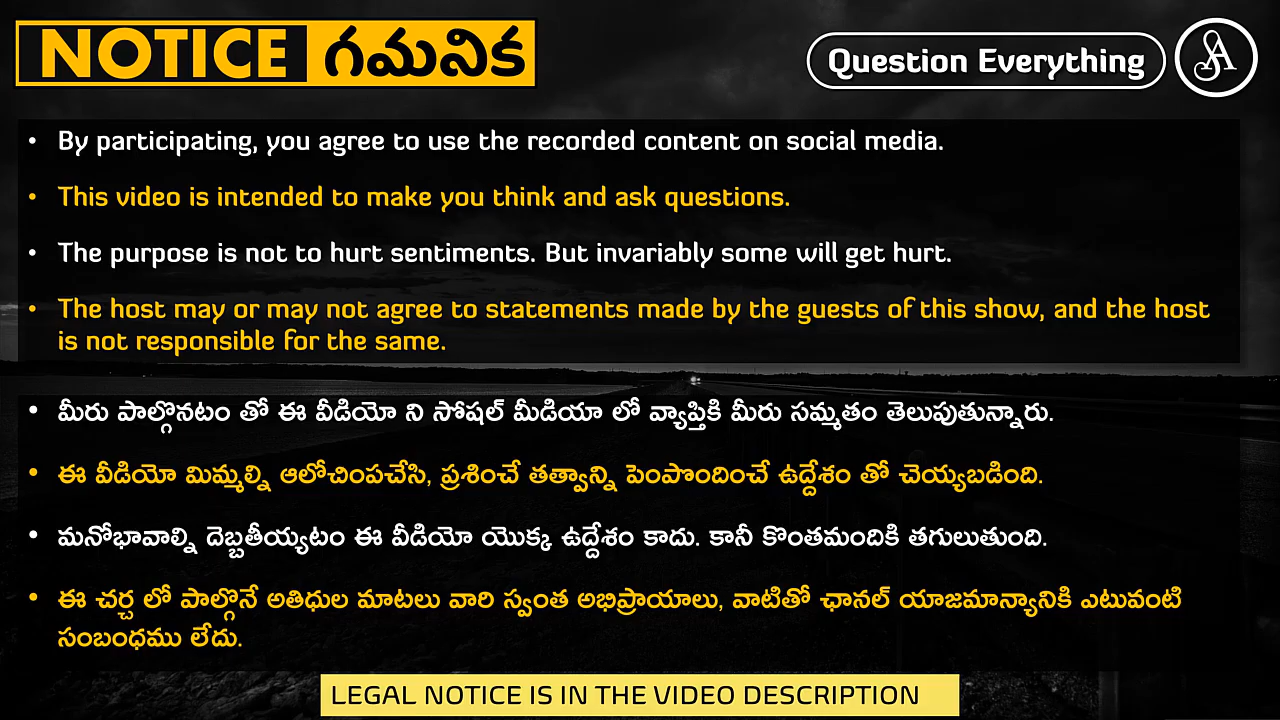 NOTICE గమనిక
Question Everything
• By participating, you agree to use the recorded content on social media.
• This video is intended to make you think and ask questions.
• The purpose is not to hurt sentiments. But invariably some will get hurt.
• The host may or may not agree to statements made by the guests of this show, and the host
is not responsible for the same.
• మీరు పాల్గొనటం తో ఈ వీడియో ని సోషల్ మీడియా లో వ్యాప్తికి మీరు సమ్మతం తెలుపుతున్నారు.
• ఈ వీడియో మిమ్మల్ని ఆలోచింపచేసి, ప్రశించే తత్వాన్ని పెంపొందించే ఉద్దేశం తో చెయ్యబడింది.
• మనోభావాల్ని దెబ్బతీయ్యటం ఈ వీడియో యొక్క ఉద్దేశం కాదు. కానీ కొంతమందికి తగులుతుంది.
• ఈ చర్చ లో పాల్గొనే అతిధుల మాటలు వారి స్వంత అభిప్రాయాలు, వాటితో ఛానల్ యాజమాన్యానికి ఎటువంటి
సంబంధము లేదు.
LEGAL NOTICE IS IN THE VIDEO DESCRIPTION